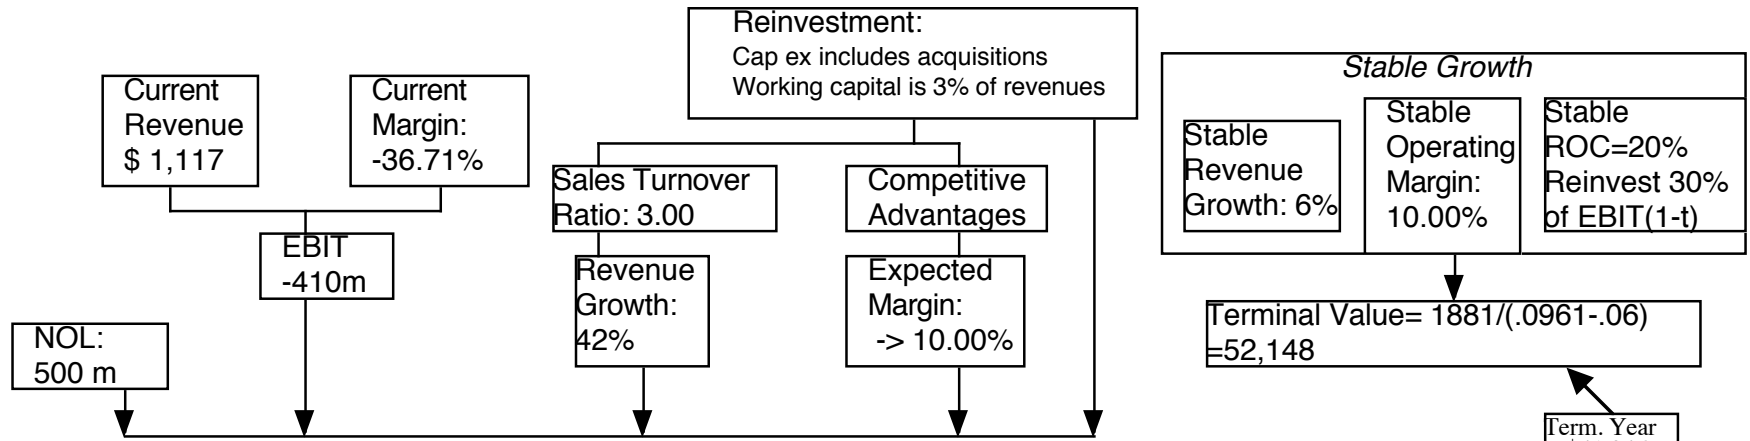 Reinvestment:
Cap ex includes acquisitions
Working capital is 3% of revenues
Stable Growth
Current
Revenue
$ 1,117
Current
Margin:
-36.71%
Stable
Revenue
Growth: 6%
Stable
Operating
Margin:
10.00%
Stable
ROC=20%
Reinvest 30%
of EBIT(1-t)
Sales Turnover
Ratio: 3.00
Competitive
Advantages
EBIT
-410m
Revenue
Growth:
42%
Expected
Margin:
-> 10.00%
NOL:
500 m
Terminal Value= 1881/(.0961-.06)
=52,148
Term. Year